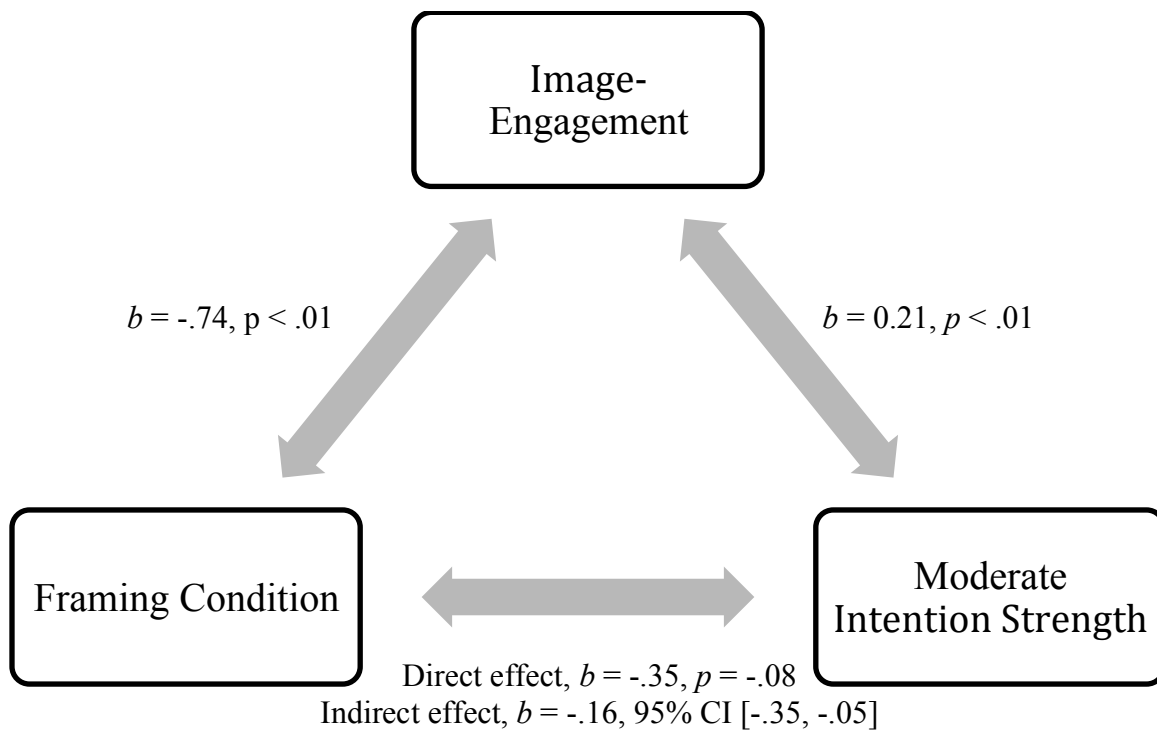 Image-
Engagement
b = -.74, p < .01
b = 0.21, p < .01
Framing Condition
Moderate
Intention Strength
Direct effect, b = -.35, p = -.08
Indirect effect, b = -.16, 95% CI [-.35, -.05]